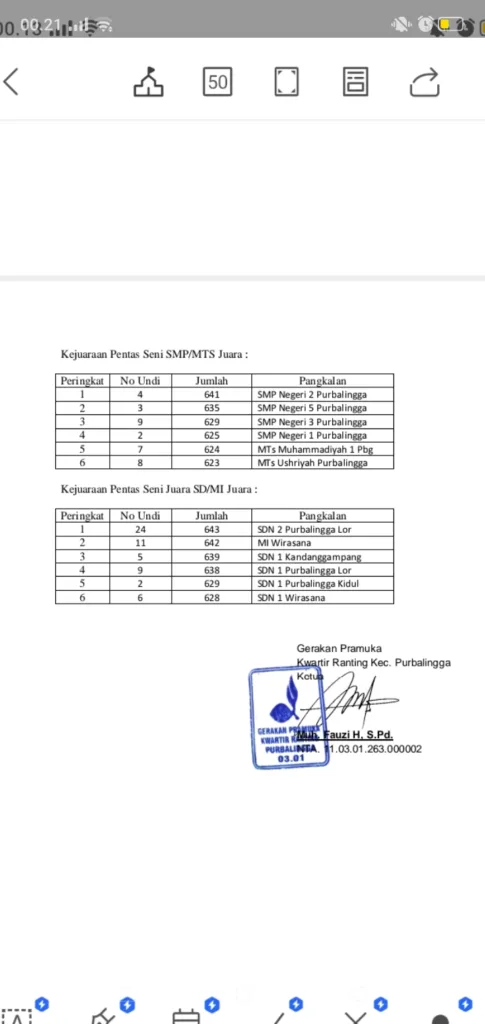 00.21
50
Kejuaraan Pentas Seni SMP/MTS Juara :
Peringkat No Undi Jumlah Pangkalan
1 4 641 SMP Negeri 2 Purbalingga
2 3 635 SMP Negeri 5 Purbalingga
3 9 629 SMP Negeri 3 Purbalingga
4 2 625 SMP Negeri 1 Purbalingga
5 7 624 MTs Muhammadiyah 1 Pbg
6 8 623 MTs Ushriyah Purbalingga
Kejuaraan Pentas Seni Juara SD/MI Juara :
Peringkat No Undi Jumlah Pangkalan
1 24 643 SDN 2 Purbalingga Lor
2 11 642 MI Wirasana
3 5 639 SDN 1 Kandanggampang
4 9 638 SDN 1 Purbalingga Lor
5 2 629 SDN 1 Purbalingga Kidul
6 6 628 SDN 1 Wirasana
Gerakan Pramuka
Kwartir Ranting Kec. Purbalingga
Ketua
GERAKAN PRAMUKA
KWARTIR
PURBALINGGA
03.01
Muh. Fauzi H, S.Pd.
NTA. 11.03.01.263.000002